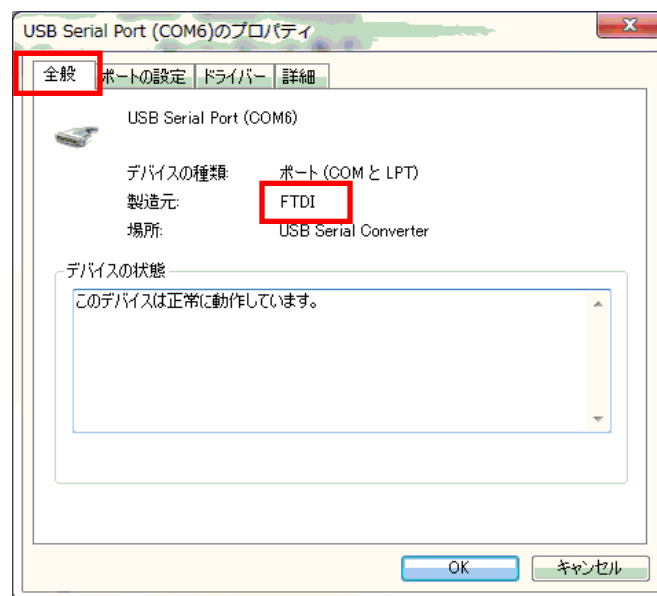 USB Serial Port (COM6)のプロパティ
全般 ポートの設定 ドライバー 詳細
USB Serial Port (COM6)
デバイスの種類: ポート (COM と LPT)
製造元: FTDI
場所: USB Serial Converter
デバイスの状態
このデバイスは正常に動作しています。
OK キャンセル